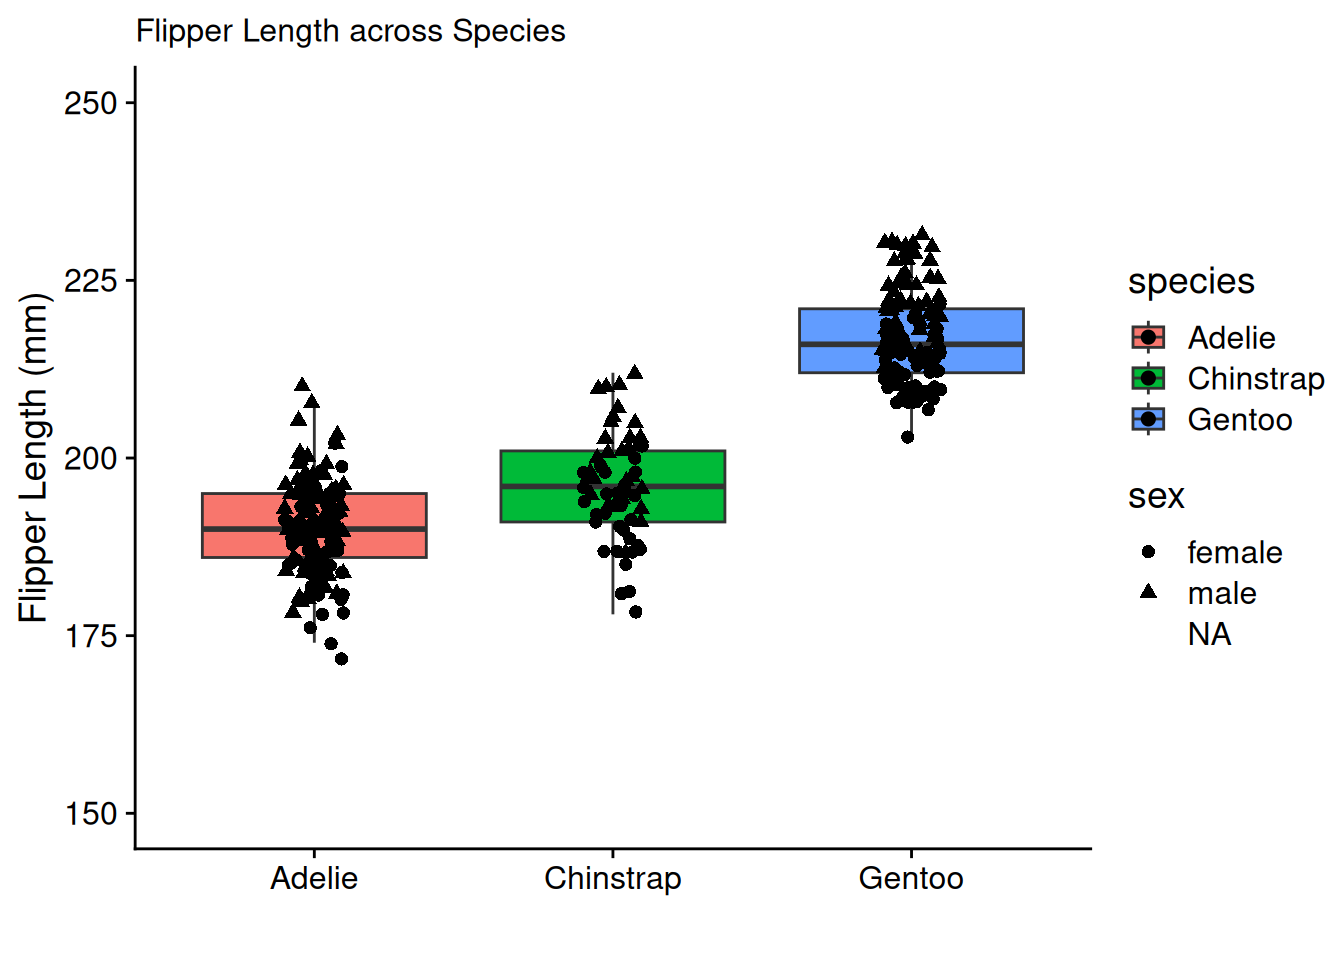 Flipper Length across Species
Flipper Length (mm)
250
225
200
175
150
Adelie
Chinstrap
Gentoo
species
Adelie
Chinstrap
Gentoo
sex
female
male
NA